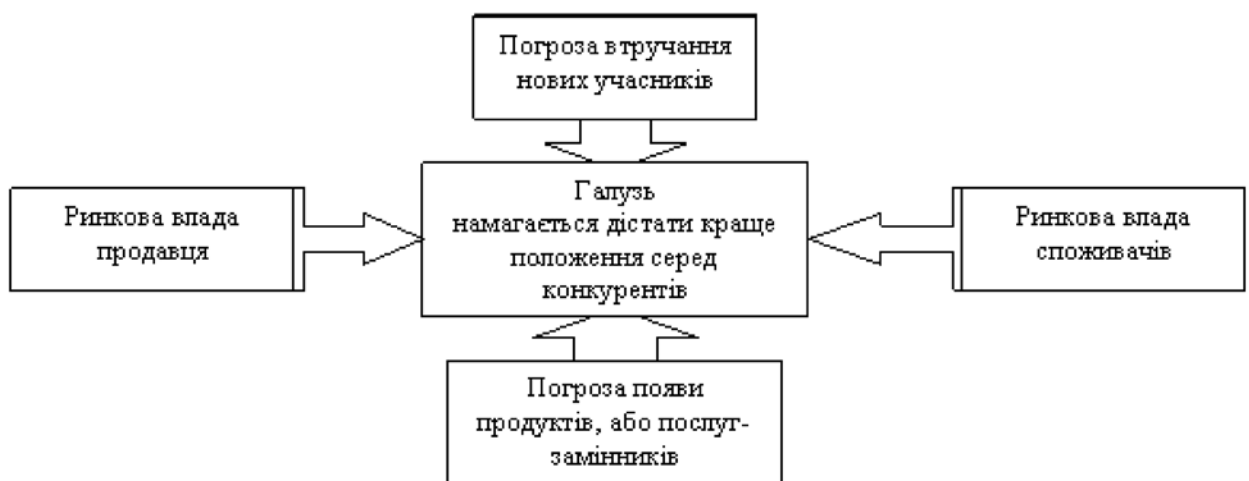 Погроза втручання
нових учасників
Ринкова влада
продавця
Галузь
намагається дістати краще
положення серед
конкурентів
Ринкова влада
споживачів
Погроза появи
продуктів, або послуг-
замінників